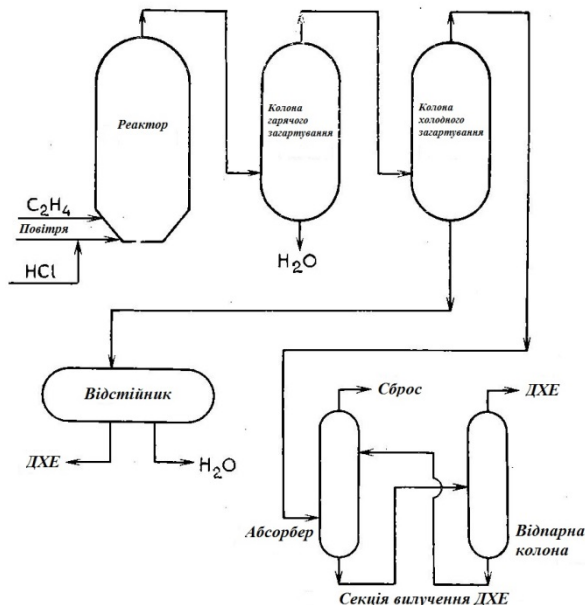 Реактор
Колона
гарячого
загартування
Колона
холодного
загартування
C₂H₄
Повітря
HCl
H₂O
Відстійник
ДХЕ
H₂O
Сброс
ДХЕ
Абсорбер
Відпарна
колона
Секція вилучення ДХЕ